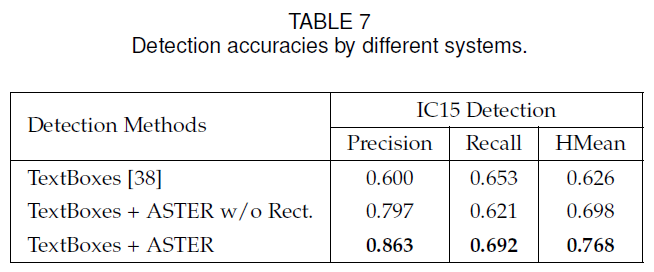 TABLE 7
Detection accuracies by different systems.
Detection Methods IC15 Detection
Precision Recall HMean
TextBoxes [38] 0.600 0.653 0.626
TextBoxes + ASTER w/o Rect. 0.797 0.621 0.698
TextBoxes + ASTER 0.863 0.692 0.768